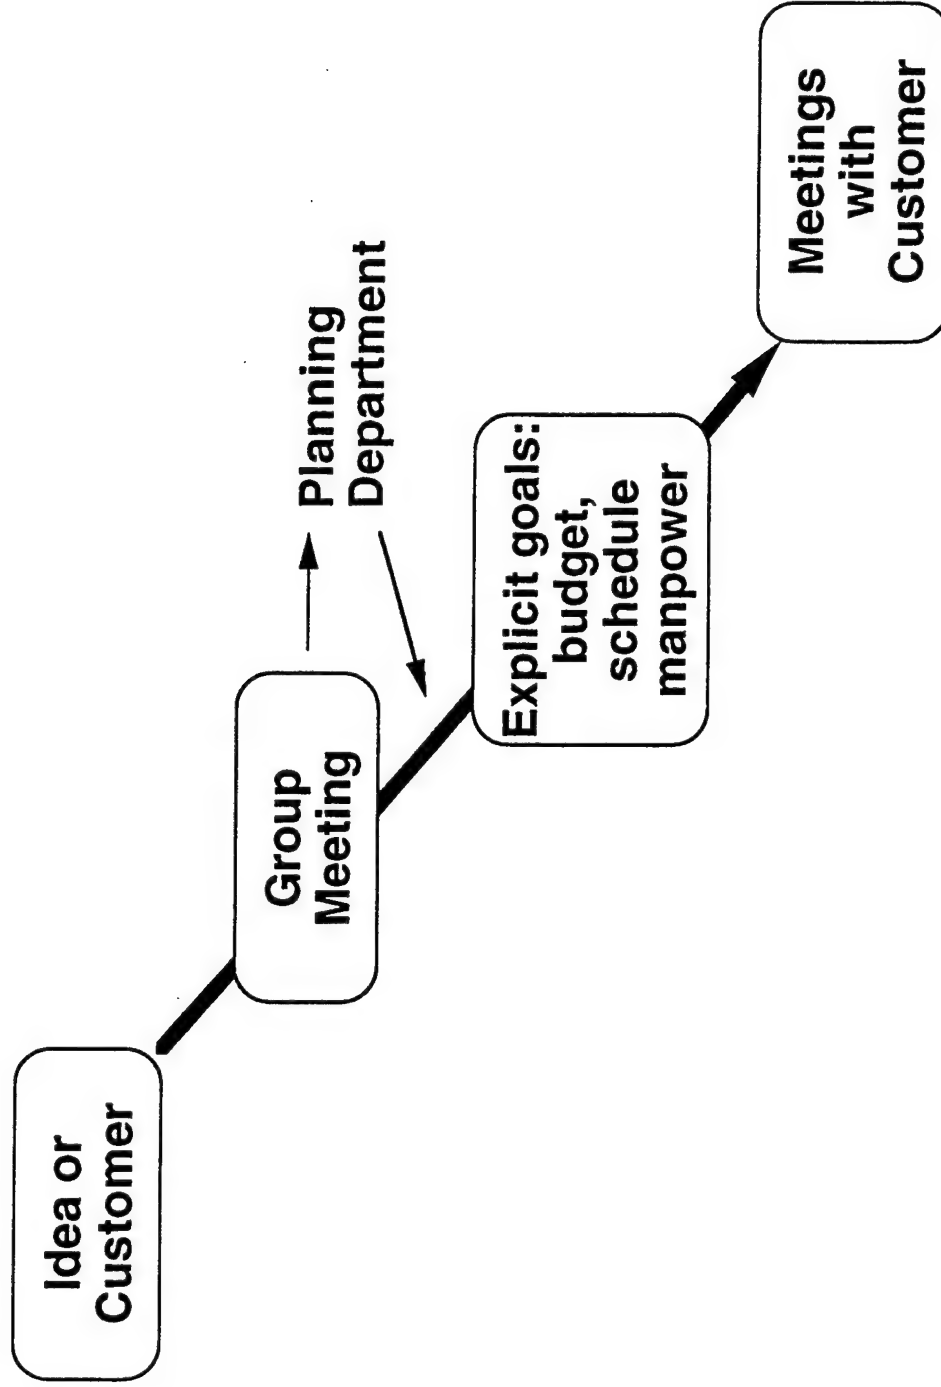 Idea or
Customer
Group
Meeting
Planning
Department
Explicit goals:
budget,
schedule
manpower
Meetings
with
Customer